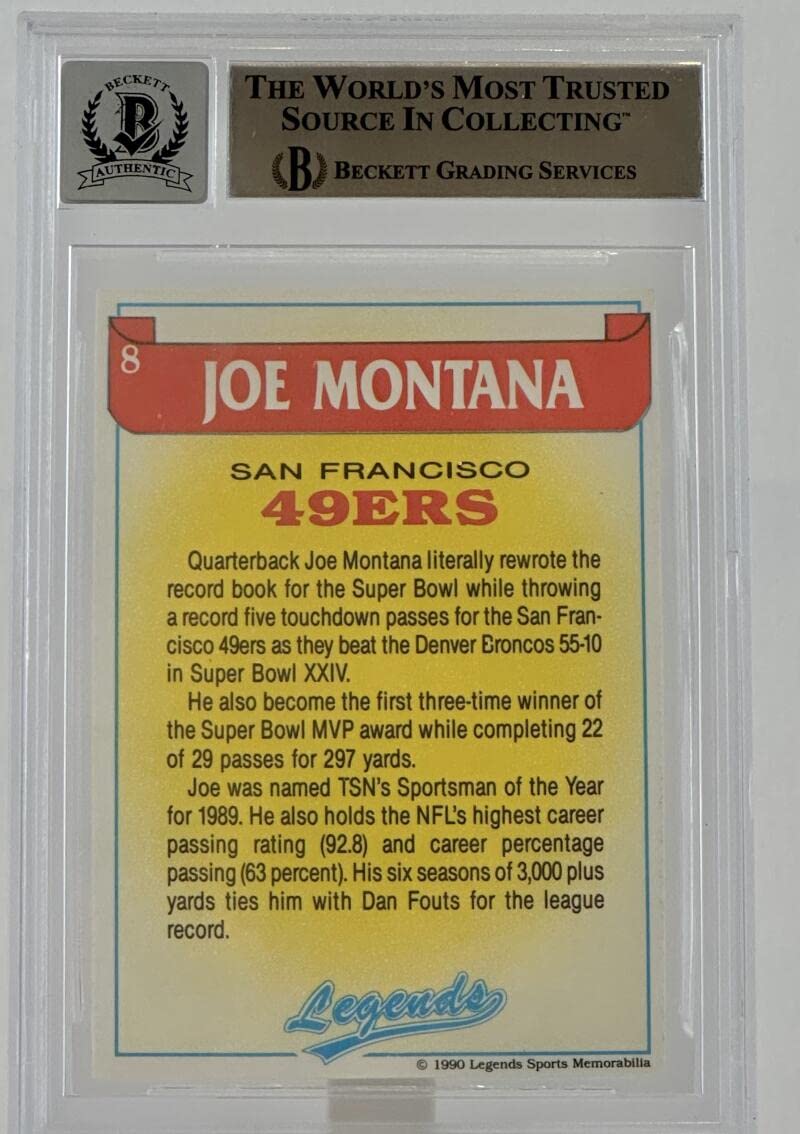 BECKETT
B
AUTHENTIC
THE WORLD'S MOST TRUSTED
SOURCE IN COLLECTING™
B BECKETT GRADING SERVICES
8
JOE MONTANA
SAN FRANCISCO
49ERS
Quarterback Joe Montana literally rewrote the
record book for the Super Bowl while throwing
a record five touchdown passes for the San Fran-
cisco 49ers as they beat the Denver Broncos 55-10
in Super Bowl XXIV.
He also become the first three-time winner of
the Super Bowl MVP award while completing 22
of 29 passes for 297 yards.
Joe was named TSN's Sportsman of the Year
for 1989. He also holds the NFL's highest career
passing rating (92.8) and career percentage
passing (63 percent). His six seasons of 3,000 plus
yards ties him with Dan Fouts for the league
record.
Legends
© 1990 Legends Sports Memorabilia